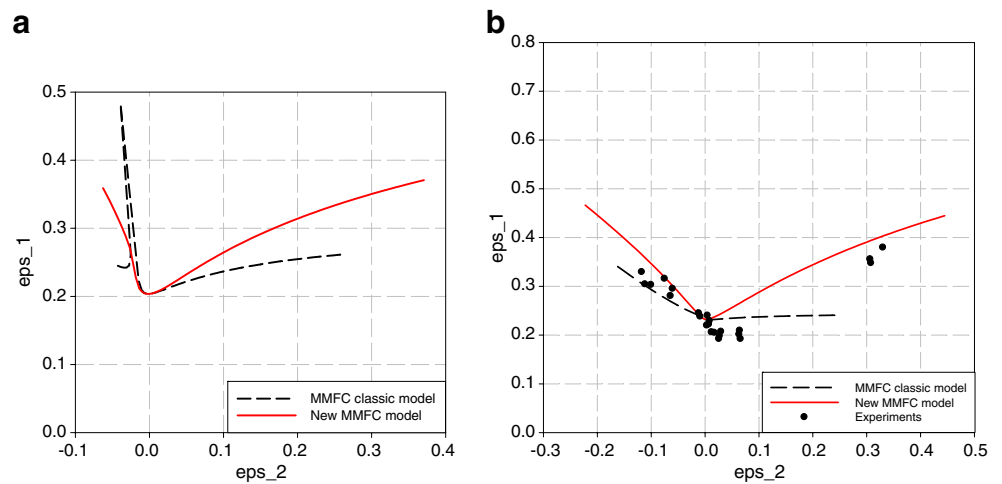 a
0.5
0.4
0.3
0.2
0.1
0.0
eps_1
-0.1 0.0 0.1 0.2 0.3 0.4
eps_2
MMFC classic model
New MMFC model
b
0.8
0.7
0.6
0.5
0.4
0.3
0.2
0.1
0.0
eps_1
-0.3 -0.2 -0.1 0.0 0.1 0.2 0.3 0.4 0.5
eps_2
MMFC classic model
New MMFC model
Experiments